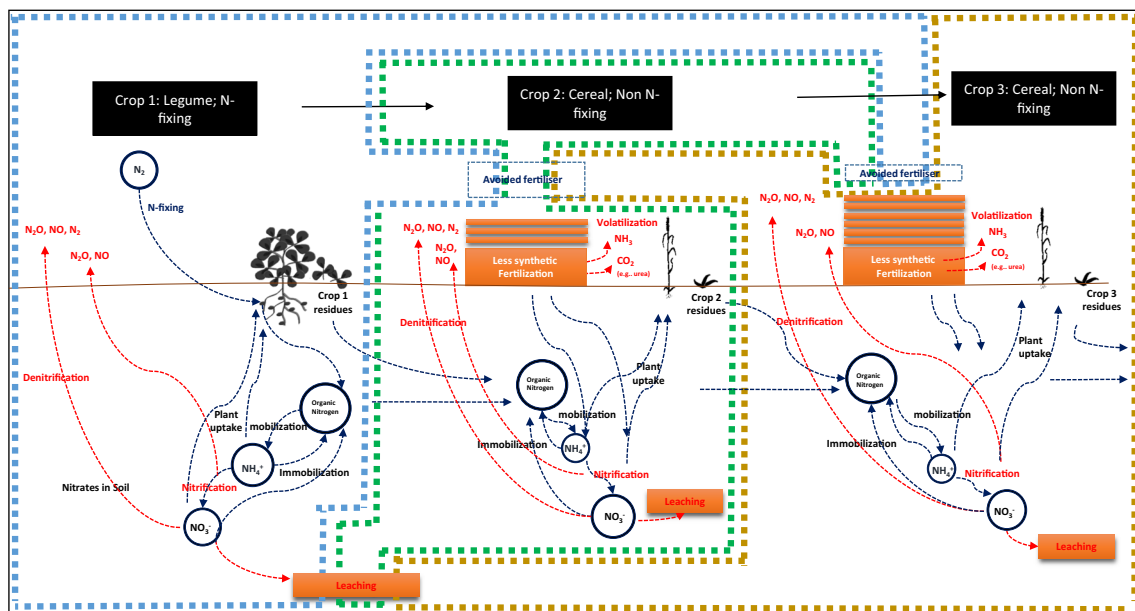 Crop 1: Legume; N-
fixing
Crop 2: Cereal; Non N-
fixing
Crop 3: Cereal; Non N-
fixing
N₂
N-fixing
N₂O, NO, N₂
N₂O, NO
Crop 1
residues
Denitrification
Plant
uptake
Organic
Nitrogen
mobilization
NH₄⁺
Immobilization
Nitrates in Soil
Nitrification
NO₃⁻
Leaching
Avoided fertiliser
N₂O, NO, N₂
N₂O,
NO
Volatilization
NH₃
CO₂
(e.g.. urea)
Less synthetic
Fertilization
Crop 2
residues
Denitrification
Plant
uptake
Organic
Nitrogen
mobilization
Immobilization
NH₄⁺
Nitrification
NO₃⁻
Leaching
Avoided fertiliser
N₂O, NO, N₂
N₂O, NO
Volatilization
NH₃
CO₂
(e.g.. urea)
Less synthetic
Fertilization
Crop 3
residues
Denitrification
Plant
uptake
Organic
Nitrogen
mobilization
Immobilization
NH₄⁺
Nitrification
NO₃⁻
Leaching